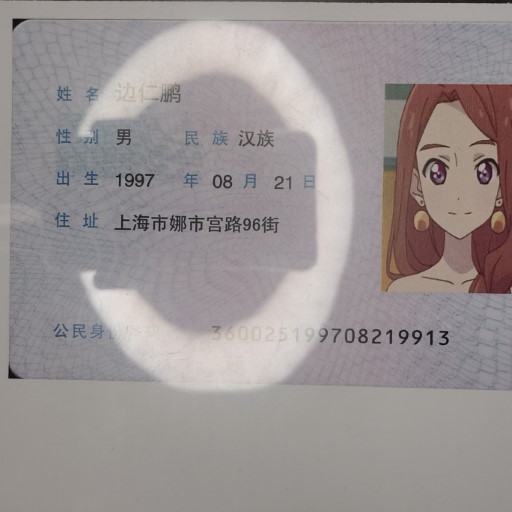 姓名 边仁鹏
性别 男 民族 汉族
出生 1997 年 08 月 21 日
住址 上海市娜市宫路96街
公民身份 360025199708219913